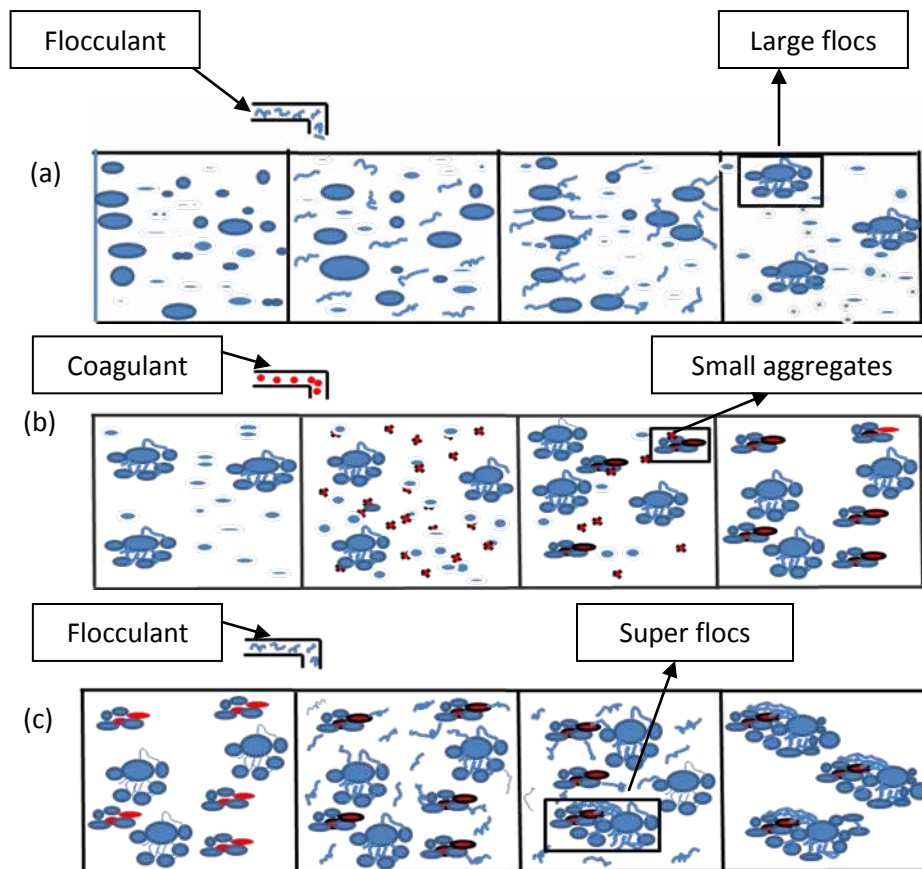 Flocculant
Large flocs
(a)
Coagulant
Small aggregates
(b)
Flocculant
Super flocs
(c)